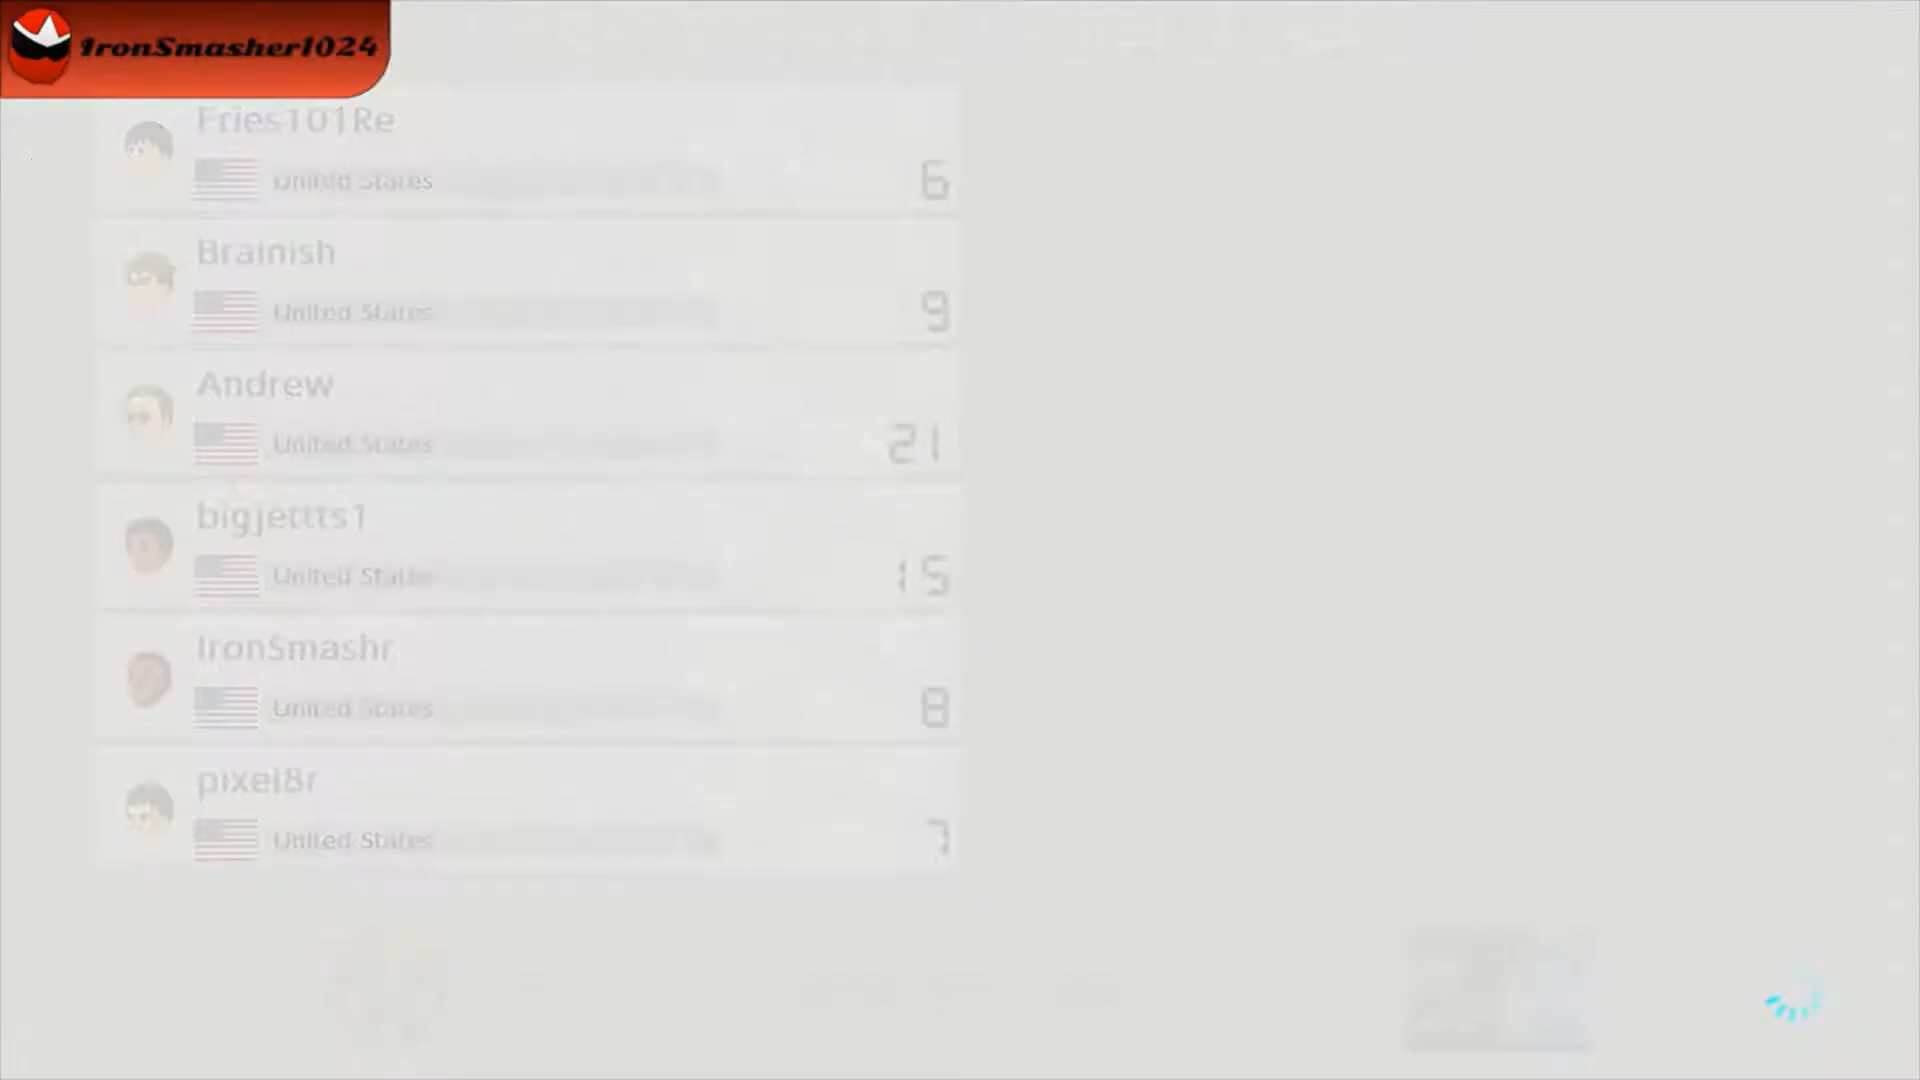 IronSmasher1024
Fries101Re
United States
6
Brainish
United States
9
Andrew
United States
21
bigjettts1
United States
15
IronSmashr
United States
8
pixel8r
United States
7